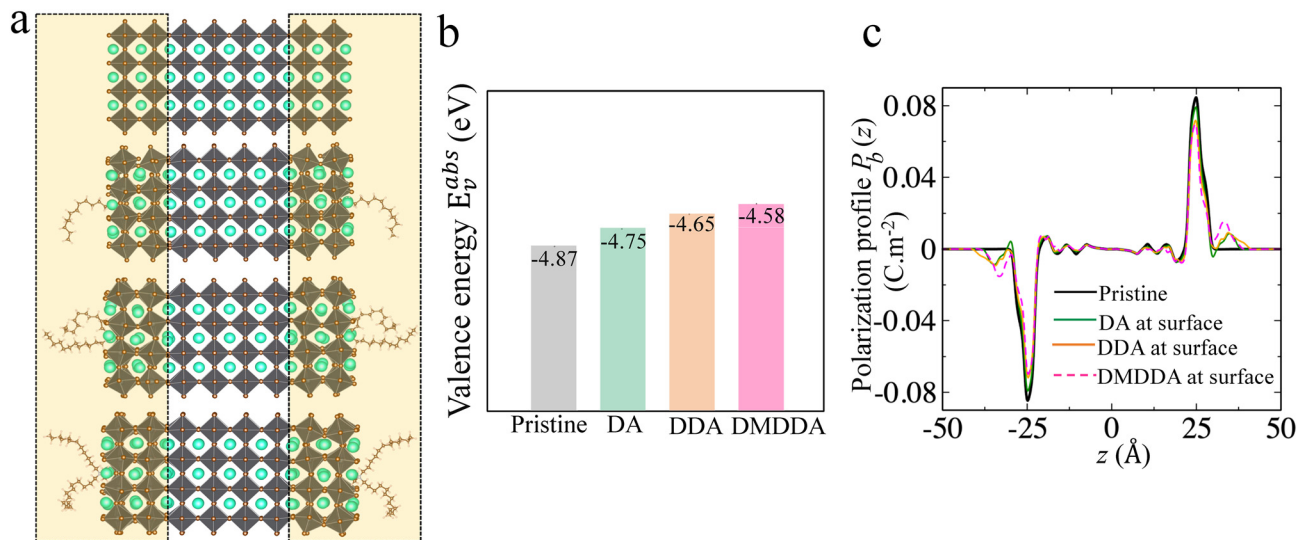 a
b
Valence energy E_v^{abs} (eV)
-4.87
-4.75
-4.65
-4.58
Pristine
DA
DDA
DMDDA
c
Polarization profile P_b(z)
(C.m^{-2})
0.08
0.04
0
-0.04
-0.08
Pristine
DA at surface
DDA at surface
DMDDA at surface
-50
-25
0
25
50
z (Å)